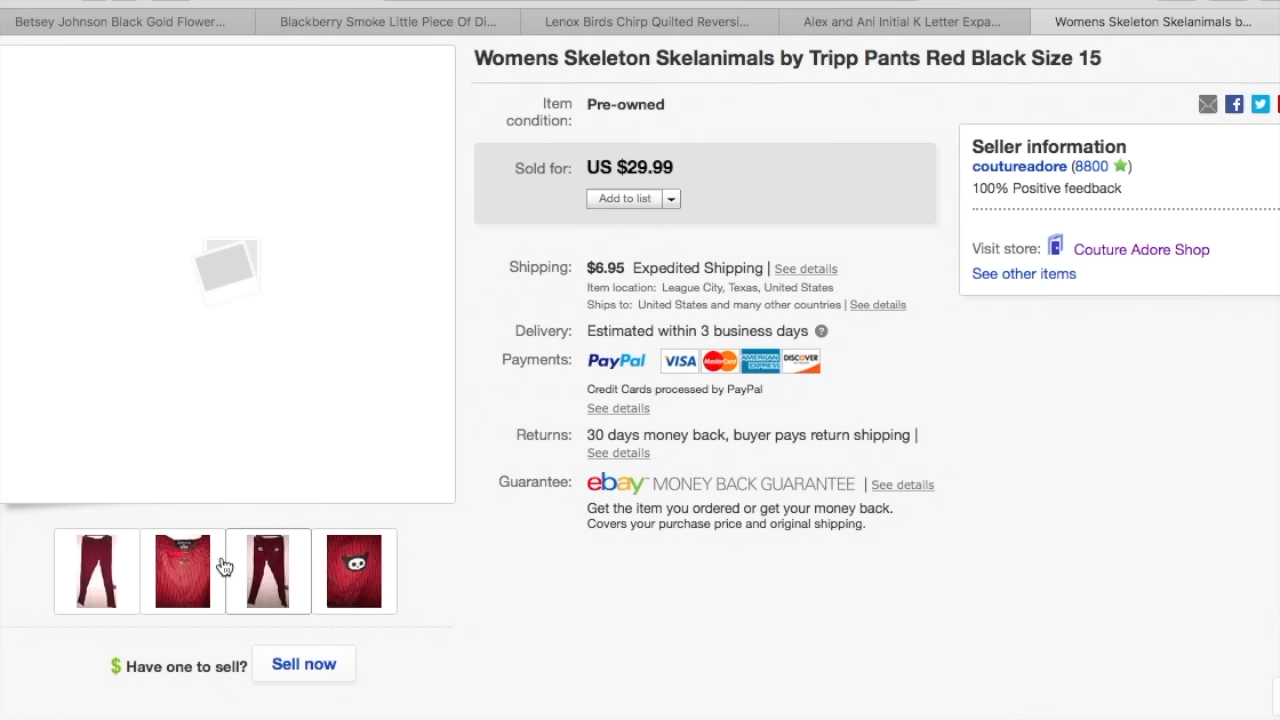 Betsey Johnson Black Gold Flower...
Blackberry Smoke Little Piece Of Di...
Lenox Birds Chirp Quilted Reversi...
Alex and Ani Initial K Letter Expa...
Womens Skeleton Skelanimals b...
Womens Skeleton Skelanimals by Tripp Pants Red Black Size 15
Item condition: Pre-owned
Sold for: US $29.99
Add to list
Shipping: $6.95 Expedited Shipping | See details
Item location: League City, Texas, United States
Ships to: United States and many other countries | See details
Delivery: Estimated within 3 business days ?
Payments: PayPal VISA MasterCard AMERICAN EXPRESS DISCOVER
Credit Cards processed by PayPal
See details
Returns: 30 days money back, buyer pays return shipping |
See details
Guarantee: ebay MONEY BACK GUARANTEE | See details
Get the item you ordered or get your money back.
Covers your purchase price and original shipping.
Seller information
coutureadore (8800)
100% Positive feedback
Visit store: Couture Adore Shop
See other items
$ Have one to sell? Sell now